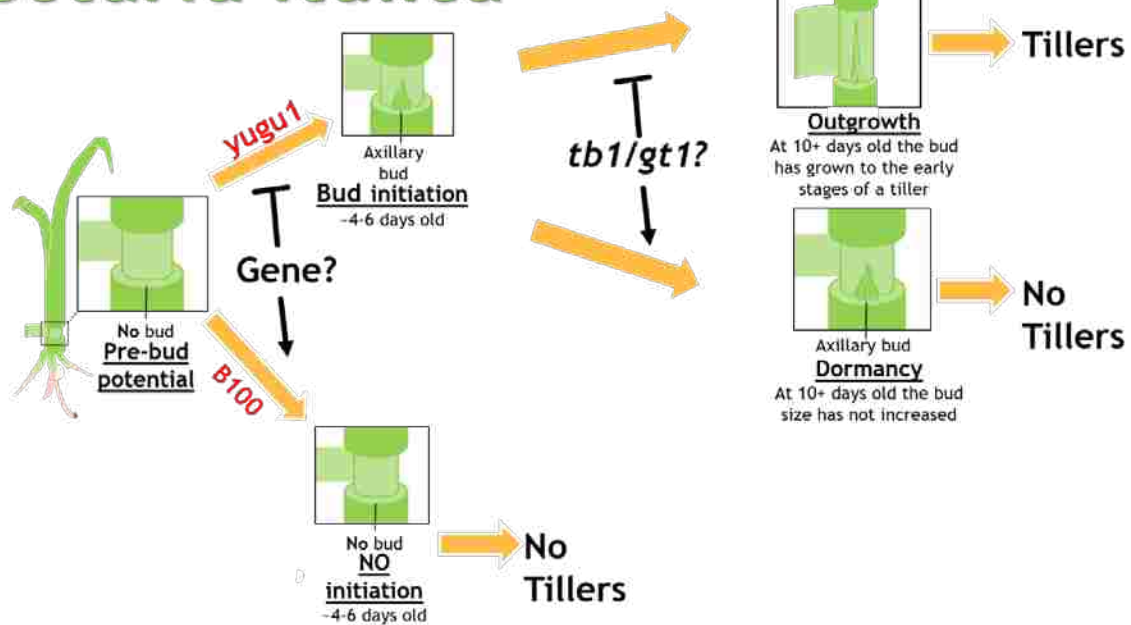 yugu1
Axillary
bud
Bud initiation
~4-6 days old
Gene?
No bud
Pre-bud
potential
B100
No bud
NO
initiation
~4-6 days old
No
Tillers
tb1/gt1?
Outgrowth
At 10+ days old the bud
has grown to the early
stages of a tiller
Tillers
Axillary bud
Dormancy
At 10+ days old the bud
size has not increased
No
Tillers